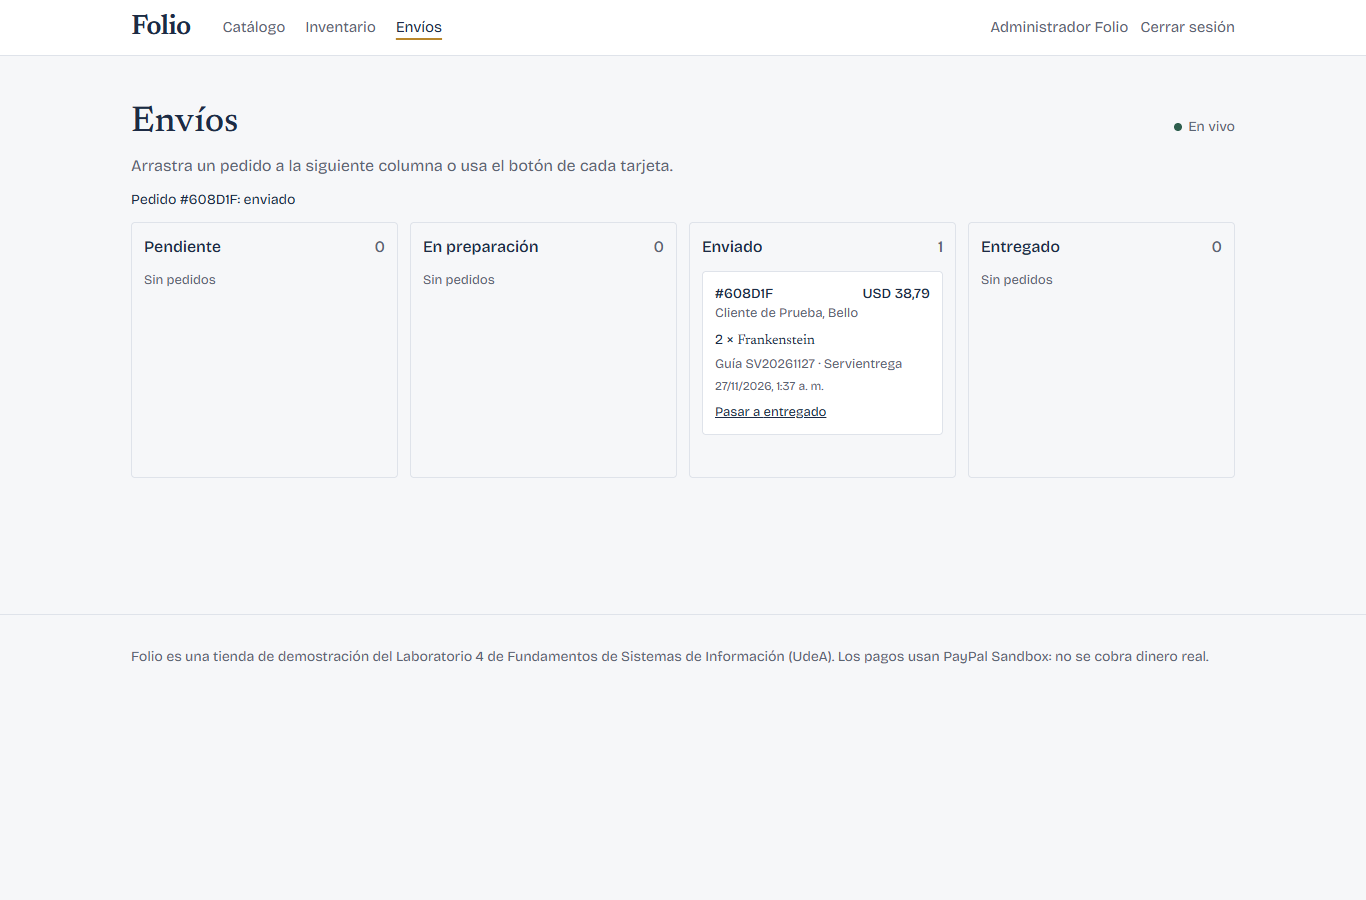 Folio Catálogo Inventario Envíos Administrador Folio Cerrar sesión
Envíos
En vivo
Arrastra un pedido a la siguiente columna o usa el botón de cada tarjeta.
Pedido #608D1F: enviado
Pendiente 0
Sin pedidos
En preparación 0
Sin pedidos
Enviado 1
#608D1F USD 38,79
Cliente de Prueba, Bello
2 × Frankenstein
Guía SV20261127 · Servientrega
27/11/2026, 1:37 a. m.
Pasar a entregado
Entregado 0
Sin pedidos
Folio es una tienda de demostración del Laboratorio 4 de Fundamentos de Sistemas de Información (UdeA). Los pagos usan PayPal Sandbox: no se cobra dinero real.